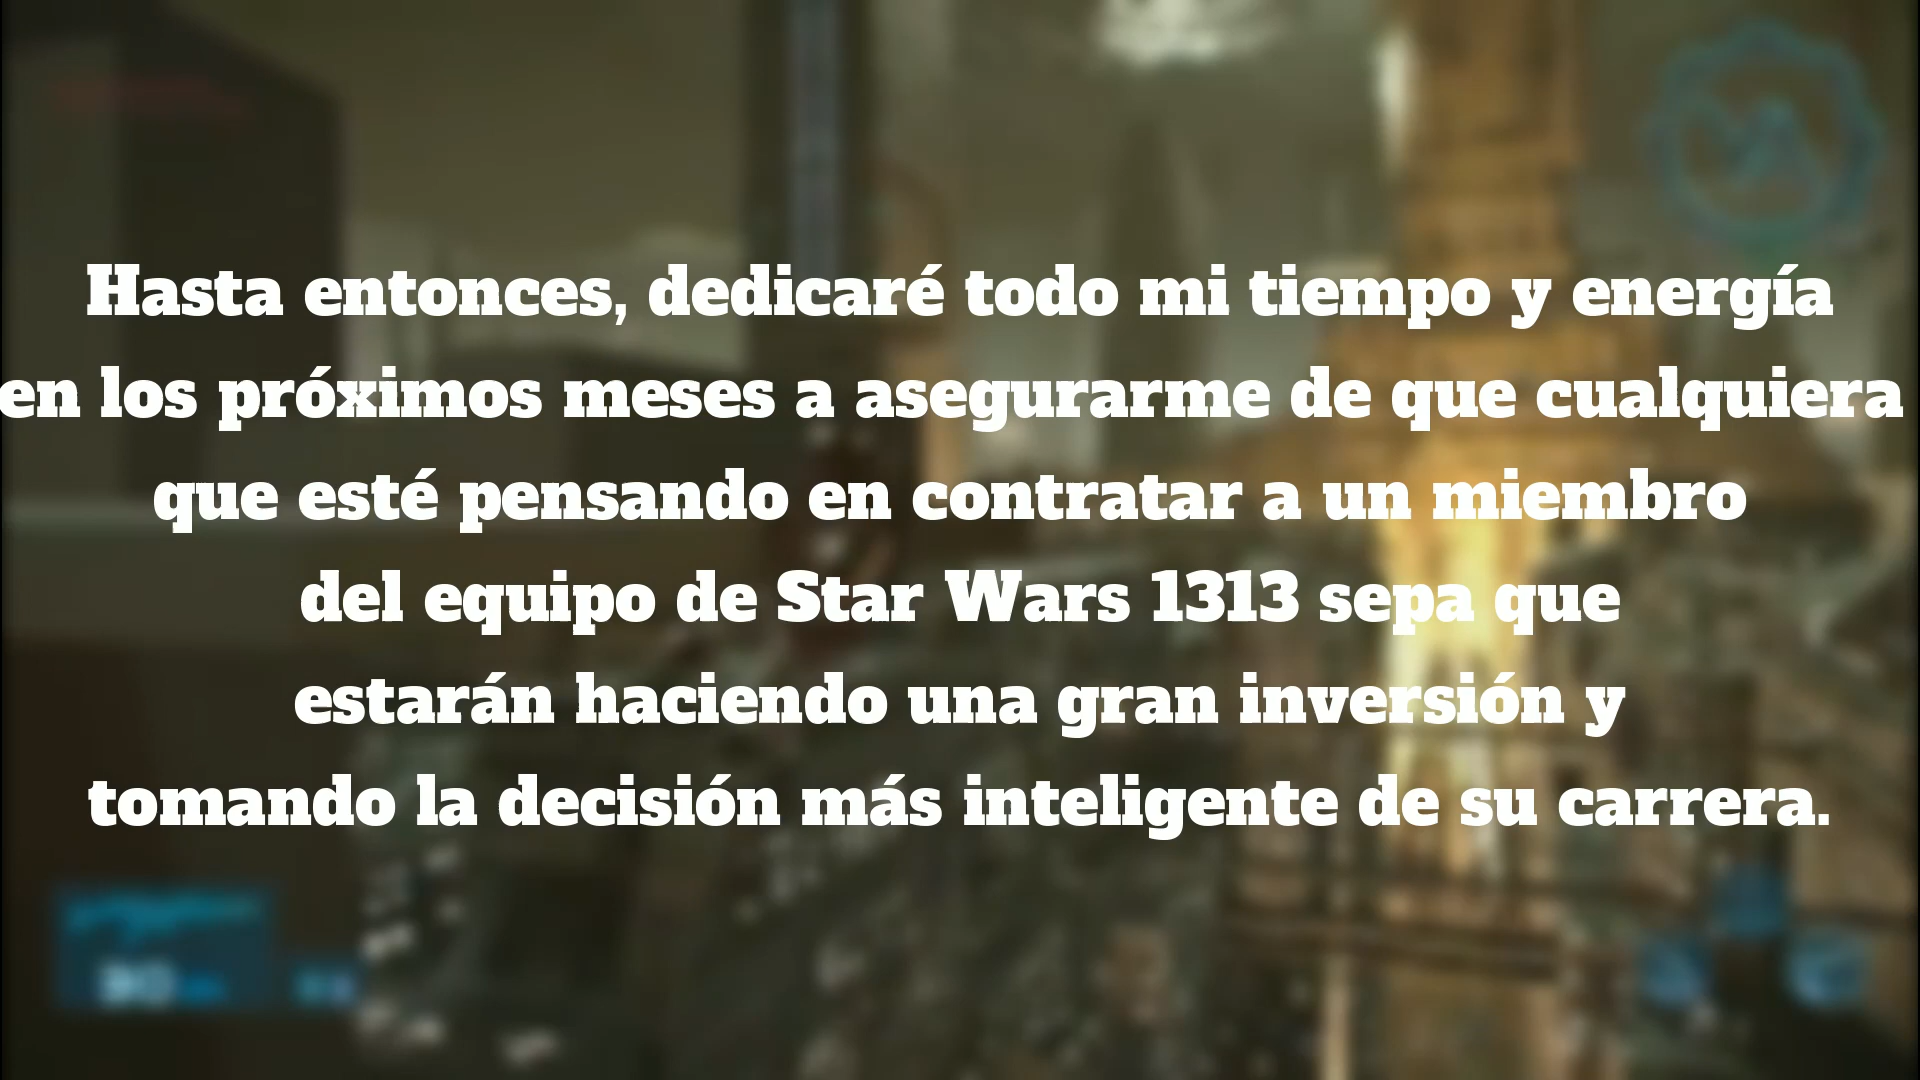 Hasta entonces, dedicaré todo mi tiempo y energía
en los próximos meses a asegurarme de que cualquiera
que esté pensando en contratar a un miembro
del equipo de Star Wars 1313 sepa que
estarán haciendo una gran inversión y
tomando la decisión más inteligente de su carrera.